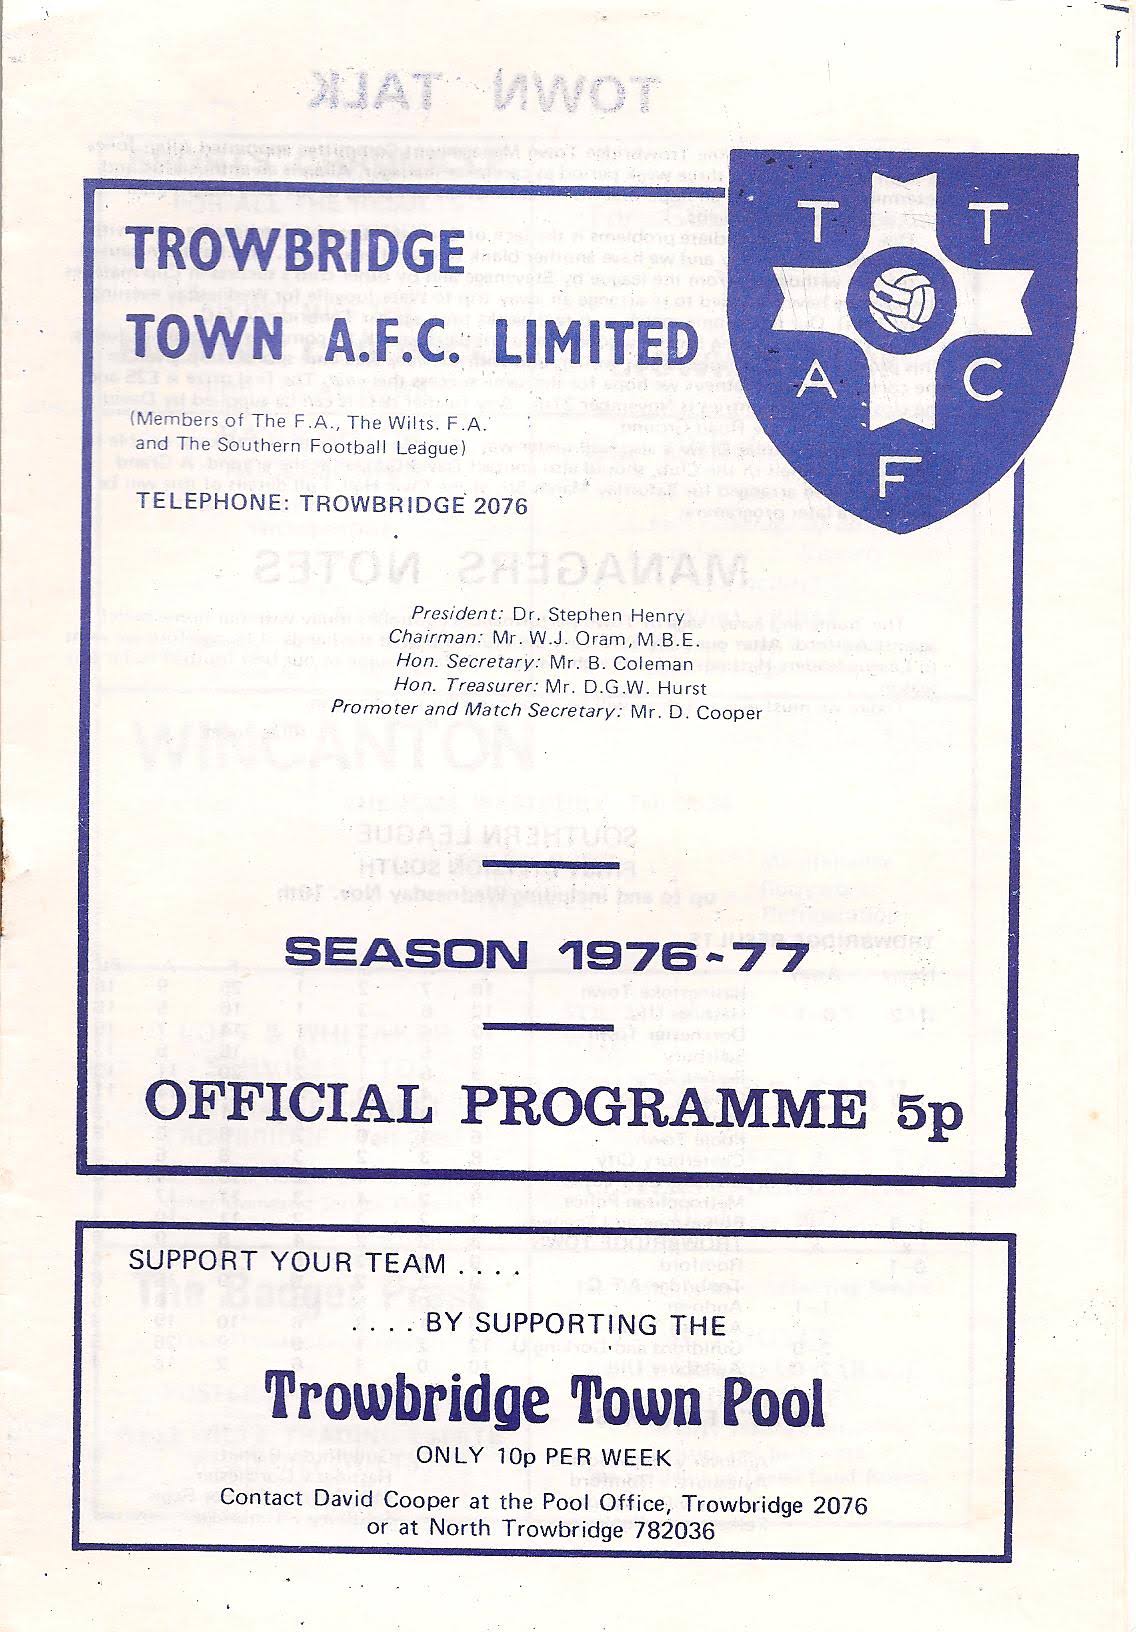 TROWBRIDGE
TOWN A.F.C. LIMITED
(Members of The F.A., The Wilts. F.A.
and The Southern Football League)
TELEPHONE: TROWBRIDGE 2076
T T
A C
F
President: Dr. Stephen Henry
Chairman: Mr. W.J. Oram, M.B.E.
Hon. Secretary: Mr. B. Coleman
Hon. Treasurer: Mr. D.G.W. Hurst
Promoter and Match Secretary: Mr. D. Cooper
SEASON 1976-77
OFFICIAL PROGRAMME 5p
SUPPORT YOUR TEAM . . . .
. . . . BY SUPPORTING THE
Trowbridge Town Pool
ONLY 10p PER WEEK
Contact David Cooper at the Pool Office, Trowbridge 2076
or at North Trowbridge 782036